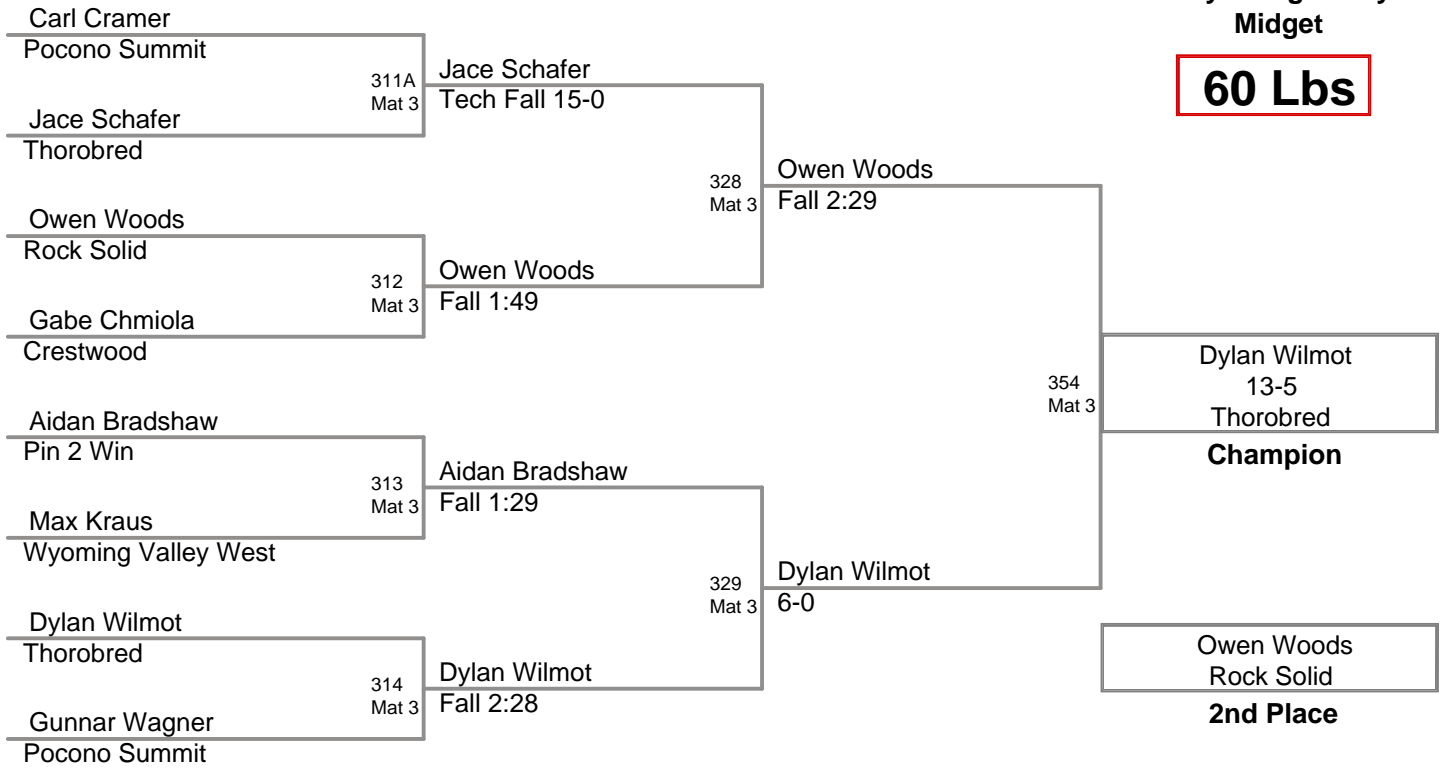 Midget
60 Lbs
Carl Cramer
Pocono Summit
311A
Mat 3
Jace Schafer
Tech Fall 15-0
Jace Schafer
Thorobred
328
Mat 3
Owen Woods
Fall 2:29
Owen Woods
Rock Solid
312
Mat 3
Owen Woods
Fall 1:49
Gabe Chmiola
Crestwood
354
Mat 3
Dylan Wilmot
13-5
Thorobred
Champion
Aidan Bradshaw
Pin 2 Win
313
Mat 3
Aidan Bradshaw
Fall 1:29
Max Kraus
Wyoming Valley West
329
Mat 3
Dylan Wilmot
6-0
Dylan Wilmot
Thorobred
314
Mat 3
Dylan Wilmot
Fall 2:28
Gunnar Wagner
Pocono Summit
Owen Woods
Rock Solid
2nd Place